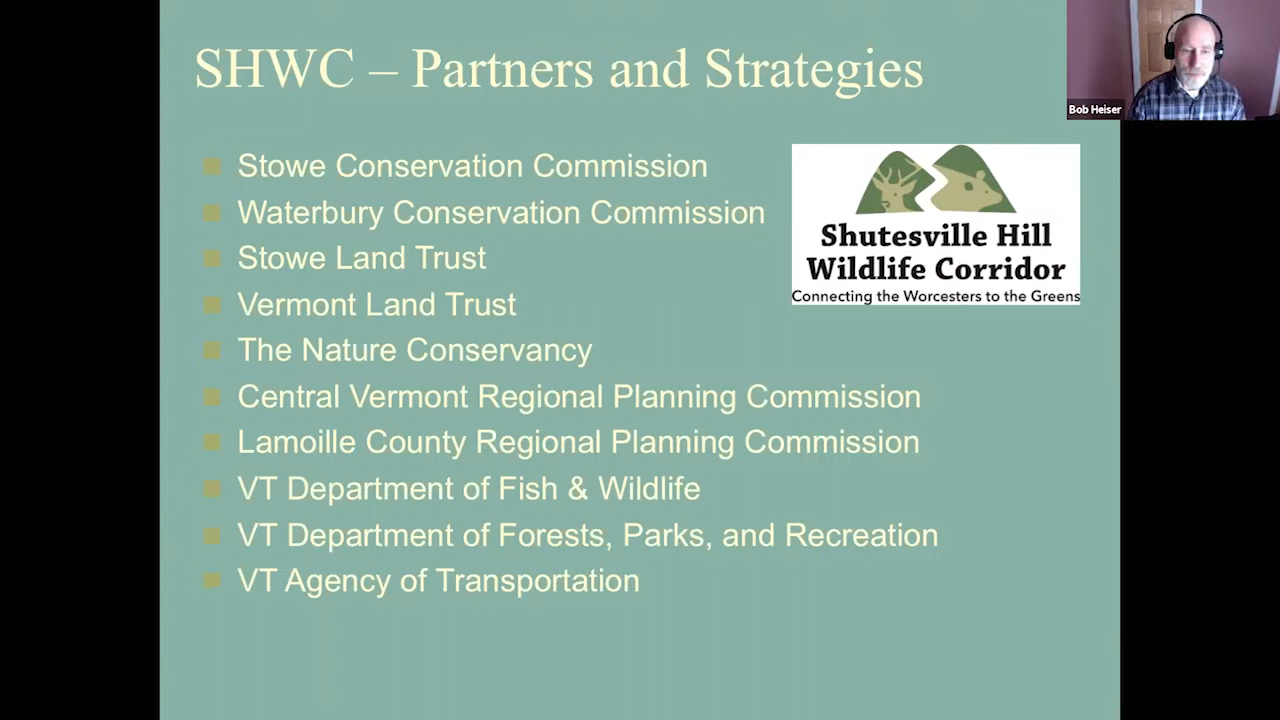 SHWC – Partners and Strategies
Bob Heiser
Stowe Conservation Commission
Waterbury Conservation Commission
Stowe Land Trust
Vermont Land Trust
The Nature Conservancy
Central Vermont Regional Planning Commission
Lamoille County Regional Planning Commission
VT Department of Fish & Wildlife
VT Department of Forests, Parks, and Recreation
VT Agency of Transportation
Shutesville Hill
Wildlife Corridor
Connecting the Worcesters to the Greens